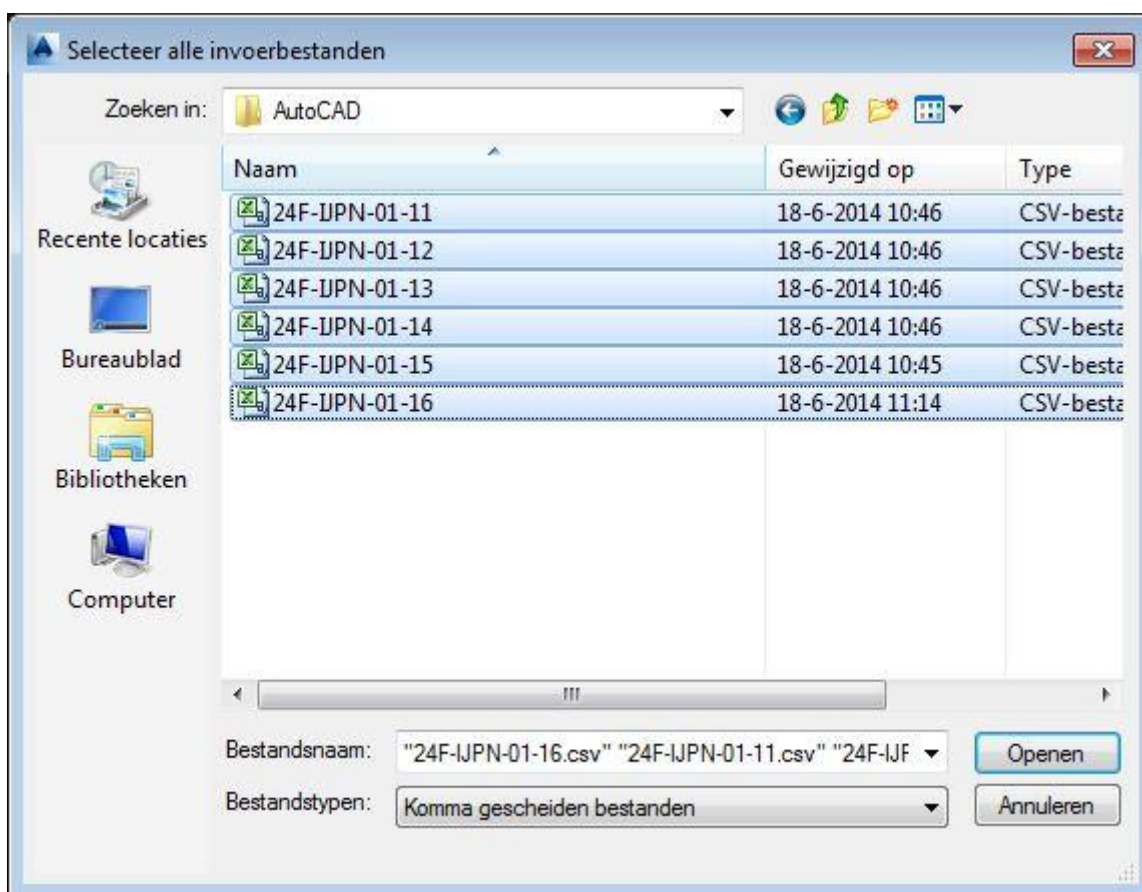 Selecteer alle invoerbestanden
Zoeken in: AutoCAD
Naam Gewijzigd op Type
24F-IJPN-01-11 18-6-2014 10:46 CSV-besta
24F-IJPN-01-12 18-6-2014 10:46 CSV-besta
24F-IJPN-01-13 18-6-2014 10:46 CSV-besta
24F-IJPN-01-14 18-6-2014 10:46 CSV-besta
24F-IJPN-01-15 18-6-2014 10:45 CSV-besta
24F-IJPN-01-16 18-6-2014 11:14 CSV-besta
Recente locaties
Bureaublad
Bibliotheken
Computer
Bestandsnaam: "24F-IJPN-01-16.csv" "24F-IJPN-01-11.csv" "24F-IJF Openen
Bestandstypen: Komma gescheiden bestanden Annuleren